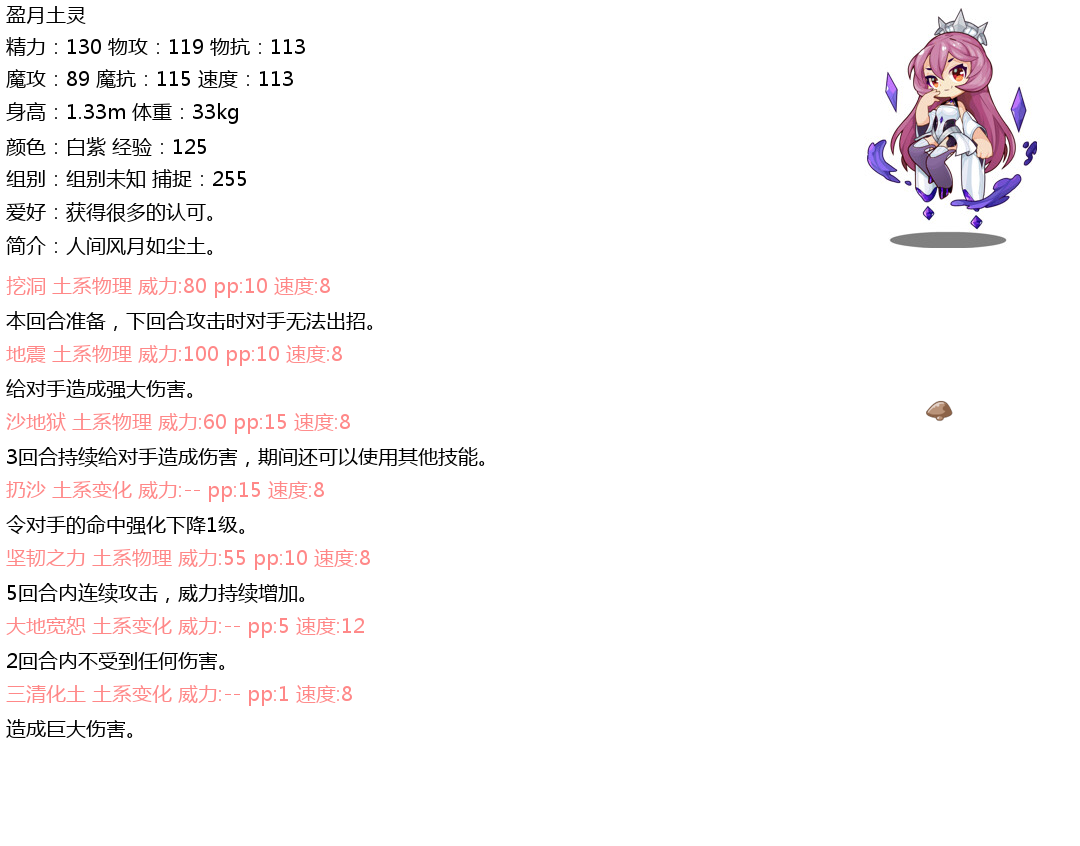 盈月土灵
精力：130 物攻：119 物抗：113
魔攻：89 魔抗：115 速度：113
身高：1.33m 体重：33kg
颜色：白紫 经验：125
组别：组别未知 捕捉：255
爱好：获得很多的认可。
简介：人间风月如尘土。
挖洞 土系物理 威力:80 pp:10 速度:8
本回合准备，下回合攻击时对手无法出招。
地震 土系物理 威力:100 pp:10 速度:8
给对手造成强大伤害。
沙地狱 土系物理 威力:60 pp:15 速度:8
3回合持续给对手造成伤害，期间还可以使用其他技能。
扔沙 土系变化 威力:-- pp:15 速度:8
令对手的命中强化下降1级。
坚韧之力 土系物理 威力:55 pp:10 速度:8
5回合内连续攻击，威力持续增加。
大地宽恕 土系变化 威力:-- pp:5 速度:12
2回合内不受到任何伤害。
三清化土 土系变化 威力:-- pp:1 速度:8
造成巨大伤害。